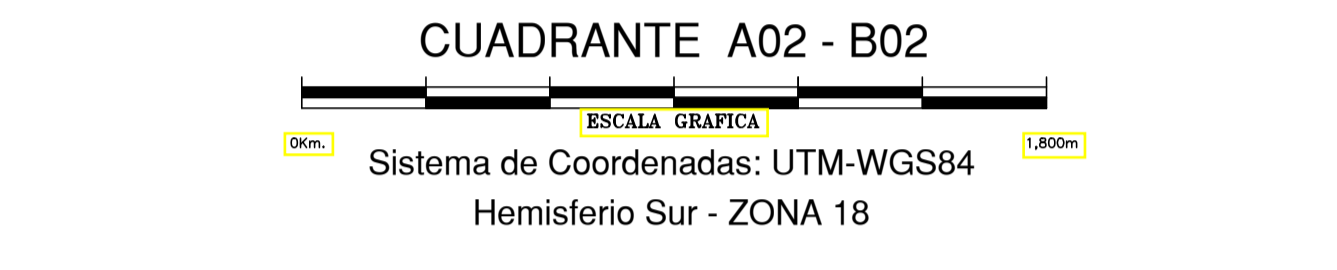 CUADRANTE A02 - B02
ESCALA GRAFICA
0Km. 1,800m
Sistema de Coordenadas: UTM-WGS84
Hemisferio Sur - ZONA 18